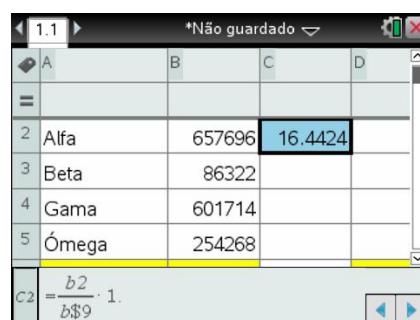 1.1 *Não guardado
A B C D
=
2 Alfa 657696 16.4424
3 Beta 86322
4 Gama 601714
5 Ómega 254268
C2 =b2/b$9 · 1.